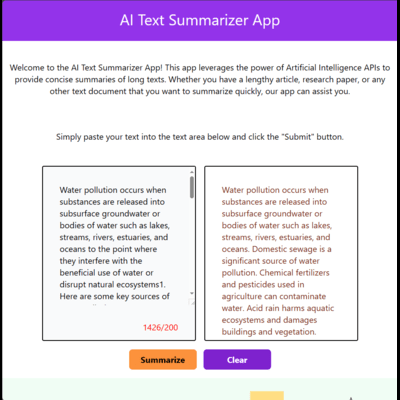 AI Text Summarizer App
Welcome to the AI Text Summarizer App! This app leverages the power of Artificial Intelligence APIs to
provide concise summaries of long texts. Whether you have a lengthy article, research paper, or any
other text document that you want to summarize quickly, our app can assist you.
Simply paste your text into the text area below and click the "Submit" button.
Water pollution occurs when
substances are released into
subsurface groundwater or
bodies of water such as lakes,
streams, rivers, estuaries, and
oceans to the point where
they interfere with the
beneficial use of water or
disrupt natural ecosystems1.
Here are some key sources of
1426/200
Water pollution occurs when
substances are released into
subsurface groundwater or
bodies of water such as lakes,
streams, rivers, estuaries, and
oceans. Domestic sewage is a
significant source of water
pollution. Chemical fertilizers
and pesticides used in
agriculture can contaminate
water. Acid rain harms aquatic
ecosystems and damages
buildings and vegetation.
Summarize
Clear